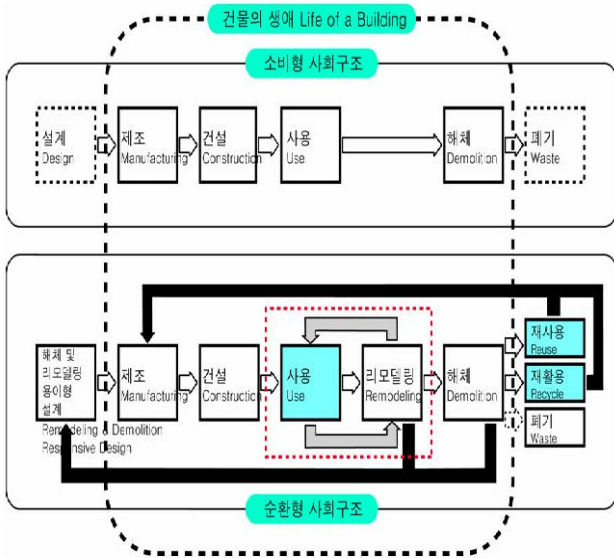 건물의 생애 Life of a Building
소비형 사회구조
설계
Design
제조
Manufacturing
건설
Construction
사용
Use
해체
Demolition
폐기
Waste
해체 및
리모델링
용이형
설계
Remodeling & Demolition
Responsive Design
제조
Manufacturing
건설
Construction
사용
Use
리모델링
Remodeling
해체
Demolition
재사용
Reuse
재활용
Recycle
폐기
Waste
순환형 사회구조